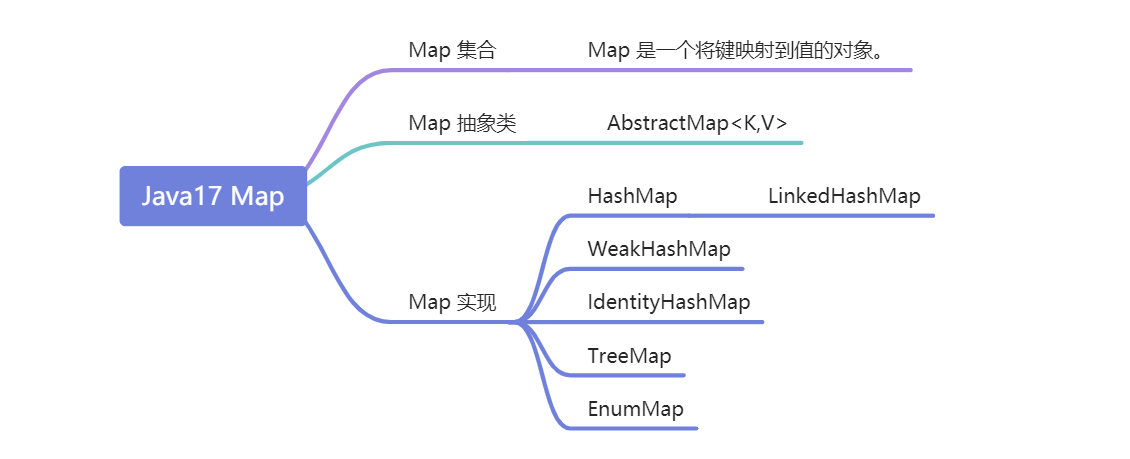 Java17 Map
Map 集合
Map 是一个将键映射到值的对象。
Map 抽象类
AbstractMap<K,V>
Map 实现
HashMap
LinkedHashMap
WeakHashMap
IdentityHashMap
TreeMap
EnumMap